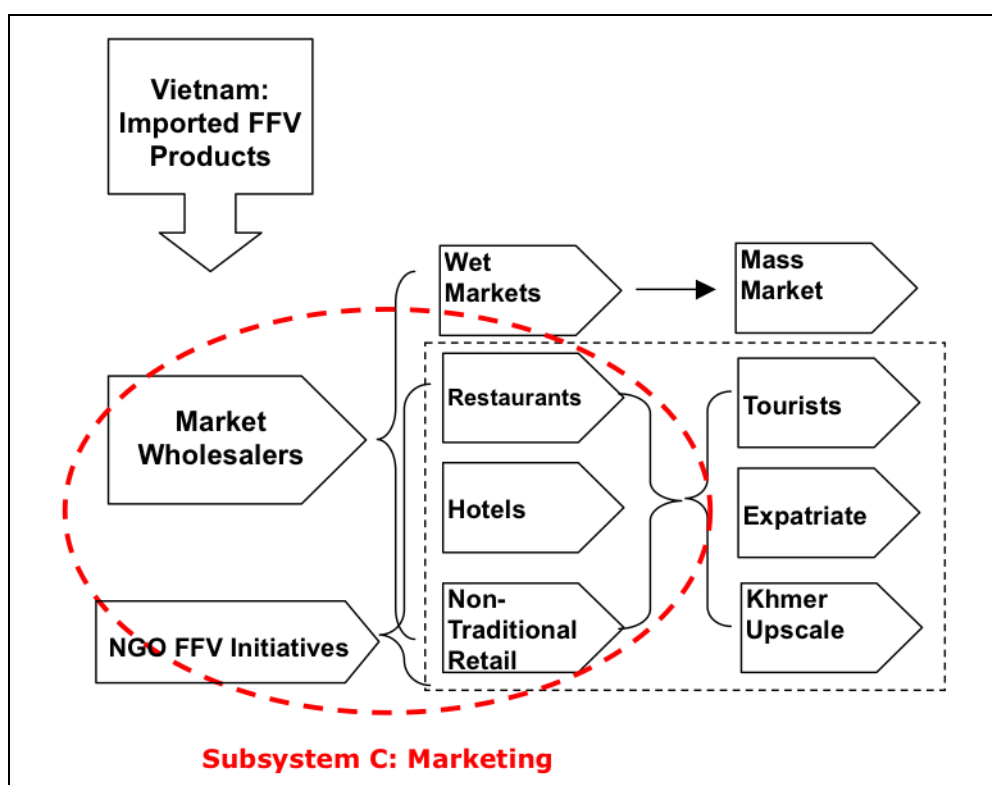 Vietnam:
Imported FFV
Products
Wet
Markets
Mass
Market
Market
Wholesalers
Restaurants
Tourists
Hotels
Expatriate
NGO FFV Initiatives
Non-
Traditional
Retail
Khmer
Upscale
Subsystem C: Marketing